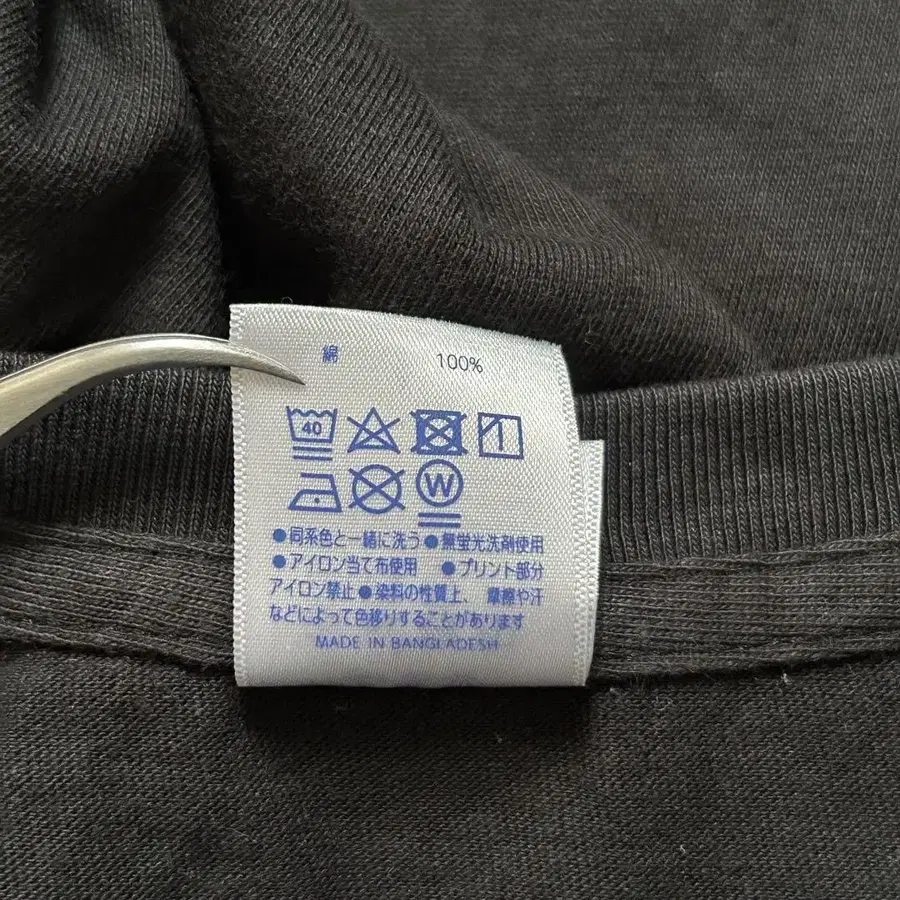 綿 100%
40
W
●同系色と一緒に洗う ●無蛍光洗剤使用
●アイロン当て布使用 ●プリント部分
アイロン禁止 ●染料の性質上、摩擦や汗
などによって色移りすることがあります
MADE IN BANGLADESH